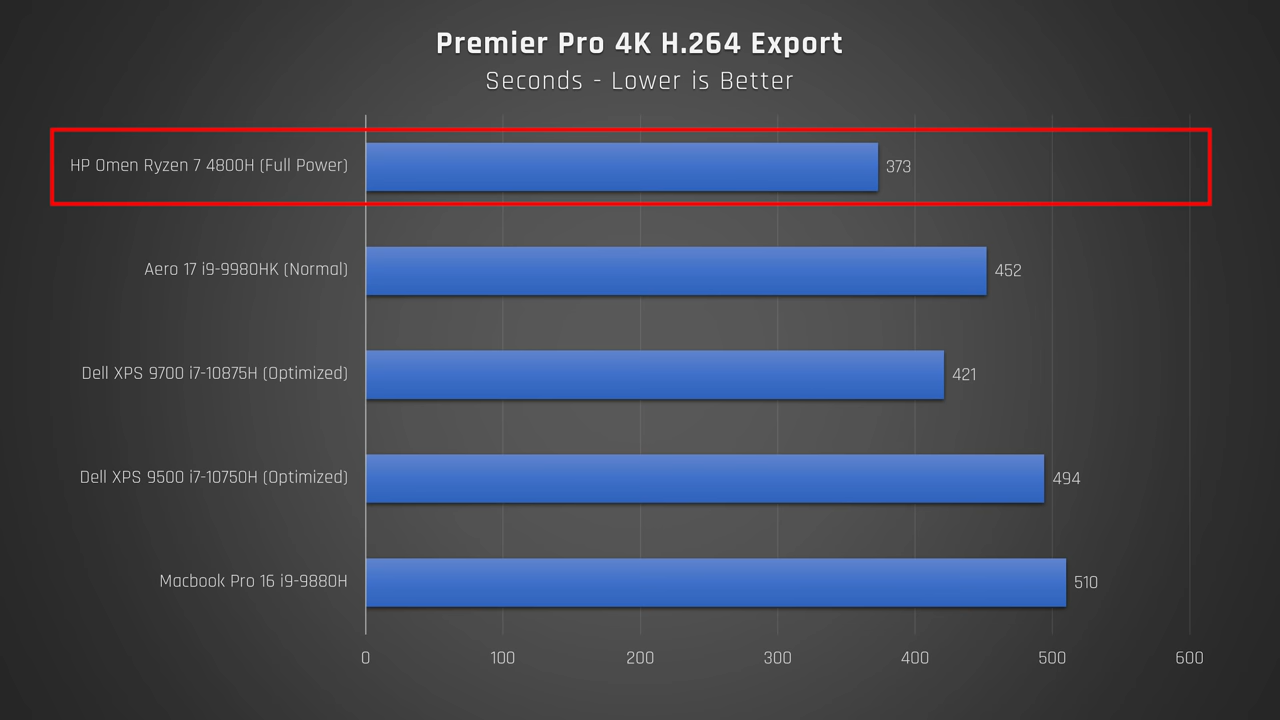 Premier Pro 4K H.264 Export
Seconds - Lower is Better
HP Omen Ryzen 7 4800H (Full Power)
373
Aero 17 i9-9980HK (Normal)
452
Dell XPS 9700 i7-10875H (Optimized)
421
Dell XPS 9500 i7-10750H (Optimized)
494
Macbook Pro 16 i9-9880H
510
0 100 200 300 400 500 600